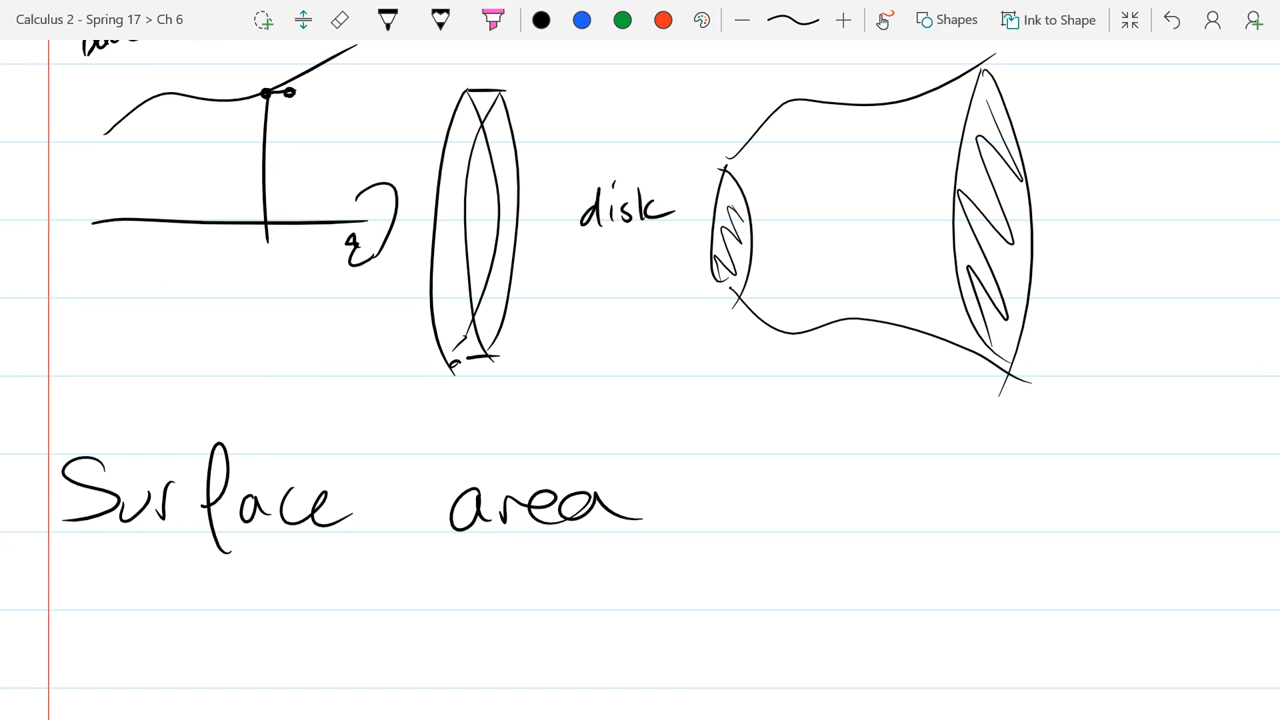 Calculus 2 - Spring 17 > Ch 6
Shapes
Ink to Shape
disk
Surface area